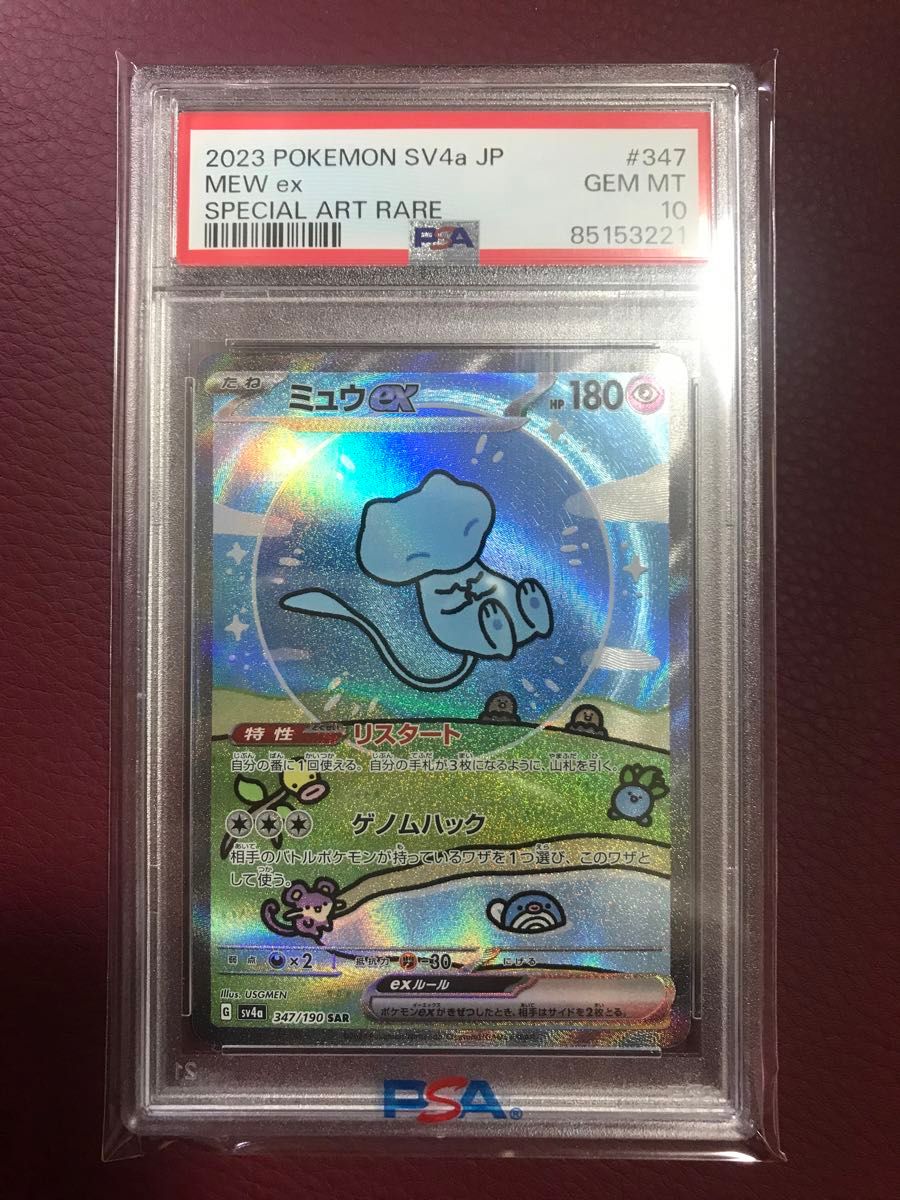 2023 POKEMON SV4a JP #347
MEW ex GEM MT
SPECIAL ART RARE 10
PSA 85153221
たね ミュウex HP 180
特性 リスタート
自分の番に1回使える。自分の手札が3枚になるように、山札を引く。
ゲノムハック
相手のバトルポケモンが持っているワザを1つ選び、このワザと
して使う。
弱点 ×2 抵抗力 -30 にげる
exルール
ポケモンexがきぜつしたとき、相手はサイドを2枚とる。
Illus. USGMEN
G sv4a 347/190 SAR
PSA®